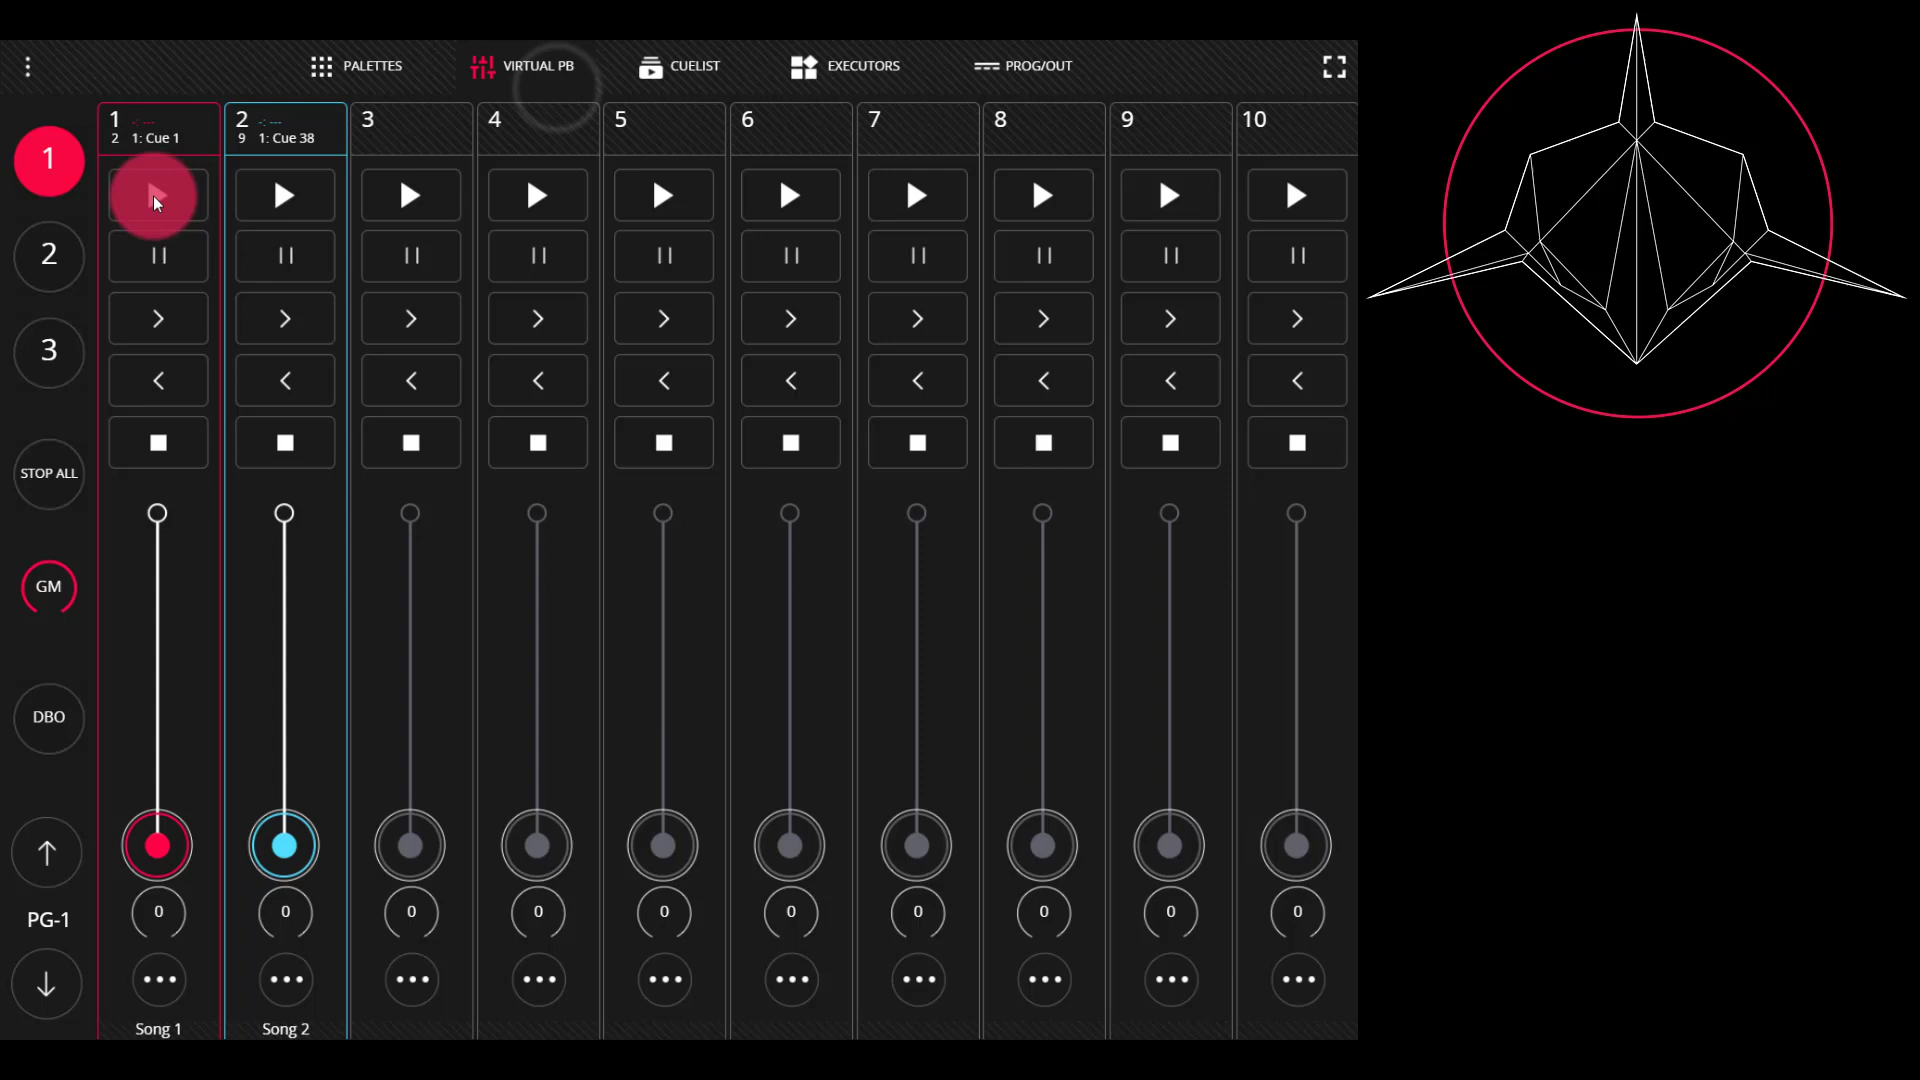 PALETTES VIRTUAL PB CUELIST EXECUTORS PROG/OUT
1 -: --- 2 -: --- 3 4 5 6 7 8 9 10
2 1: Cue 1 9 1: Cue 38
1
2
3
STOP ALL
GM
DBO
0 0 0 0 0 0 0 0 0 0
PG-1
Song 1 Song 2